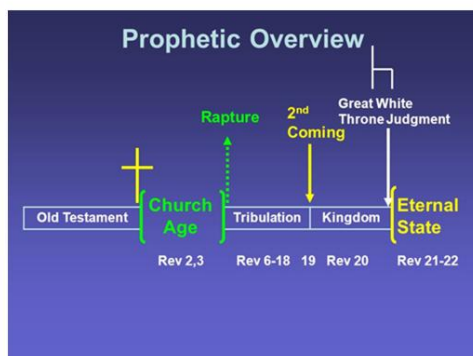 Prophetic Overview
Great White
Throne Judgment
2nd
Coming
Rapture
Old Testament
Church
Age
Tribulation
Kingdom
Eternal
State
Rev 2,3
Rev 6-18
19
Rev 20
Rev 21-22